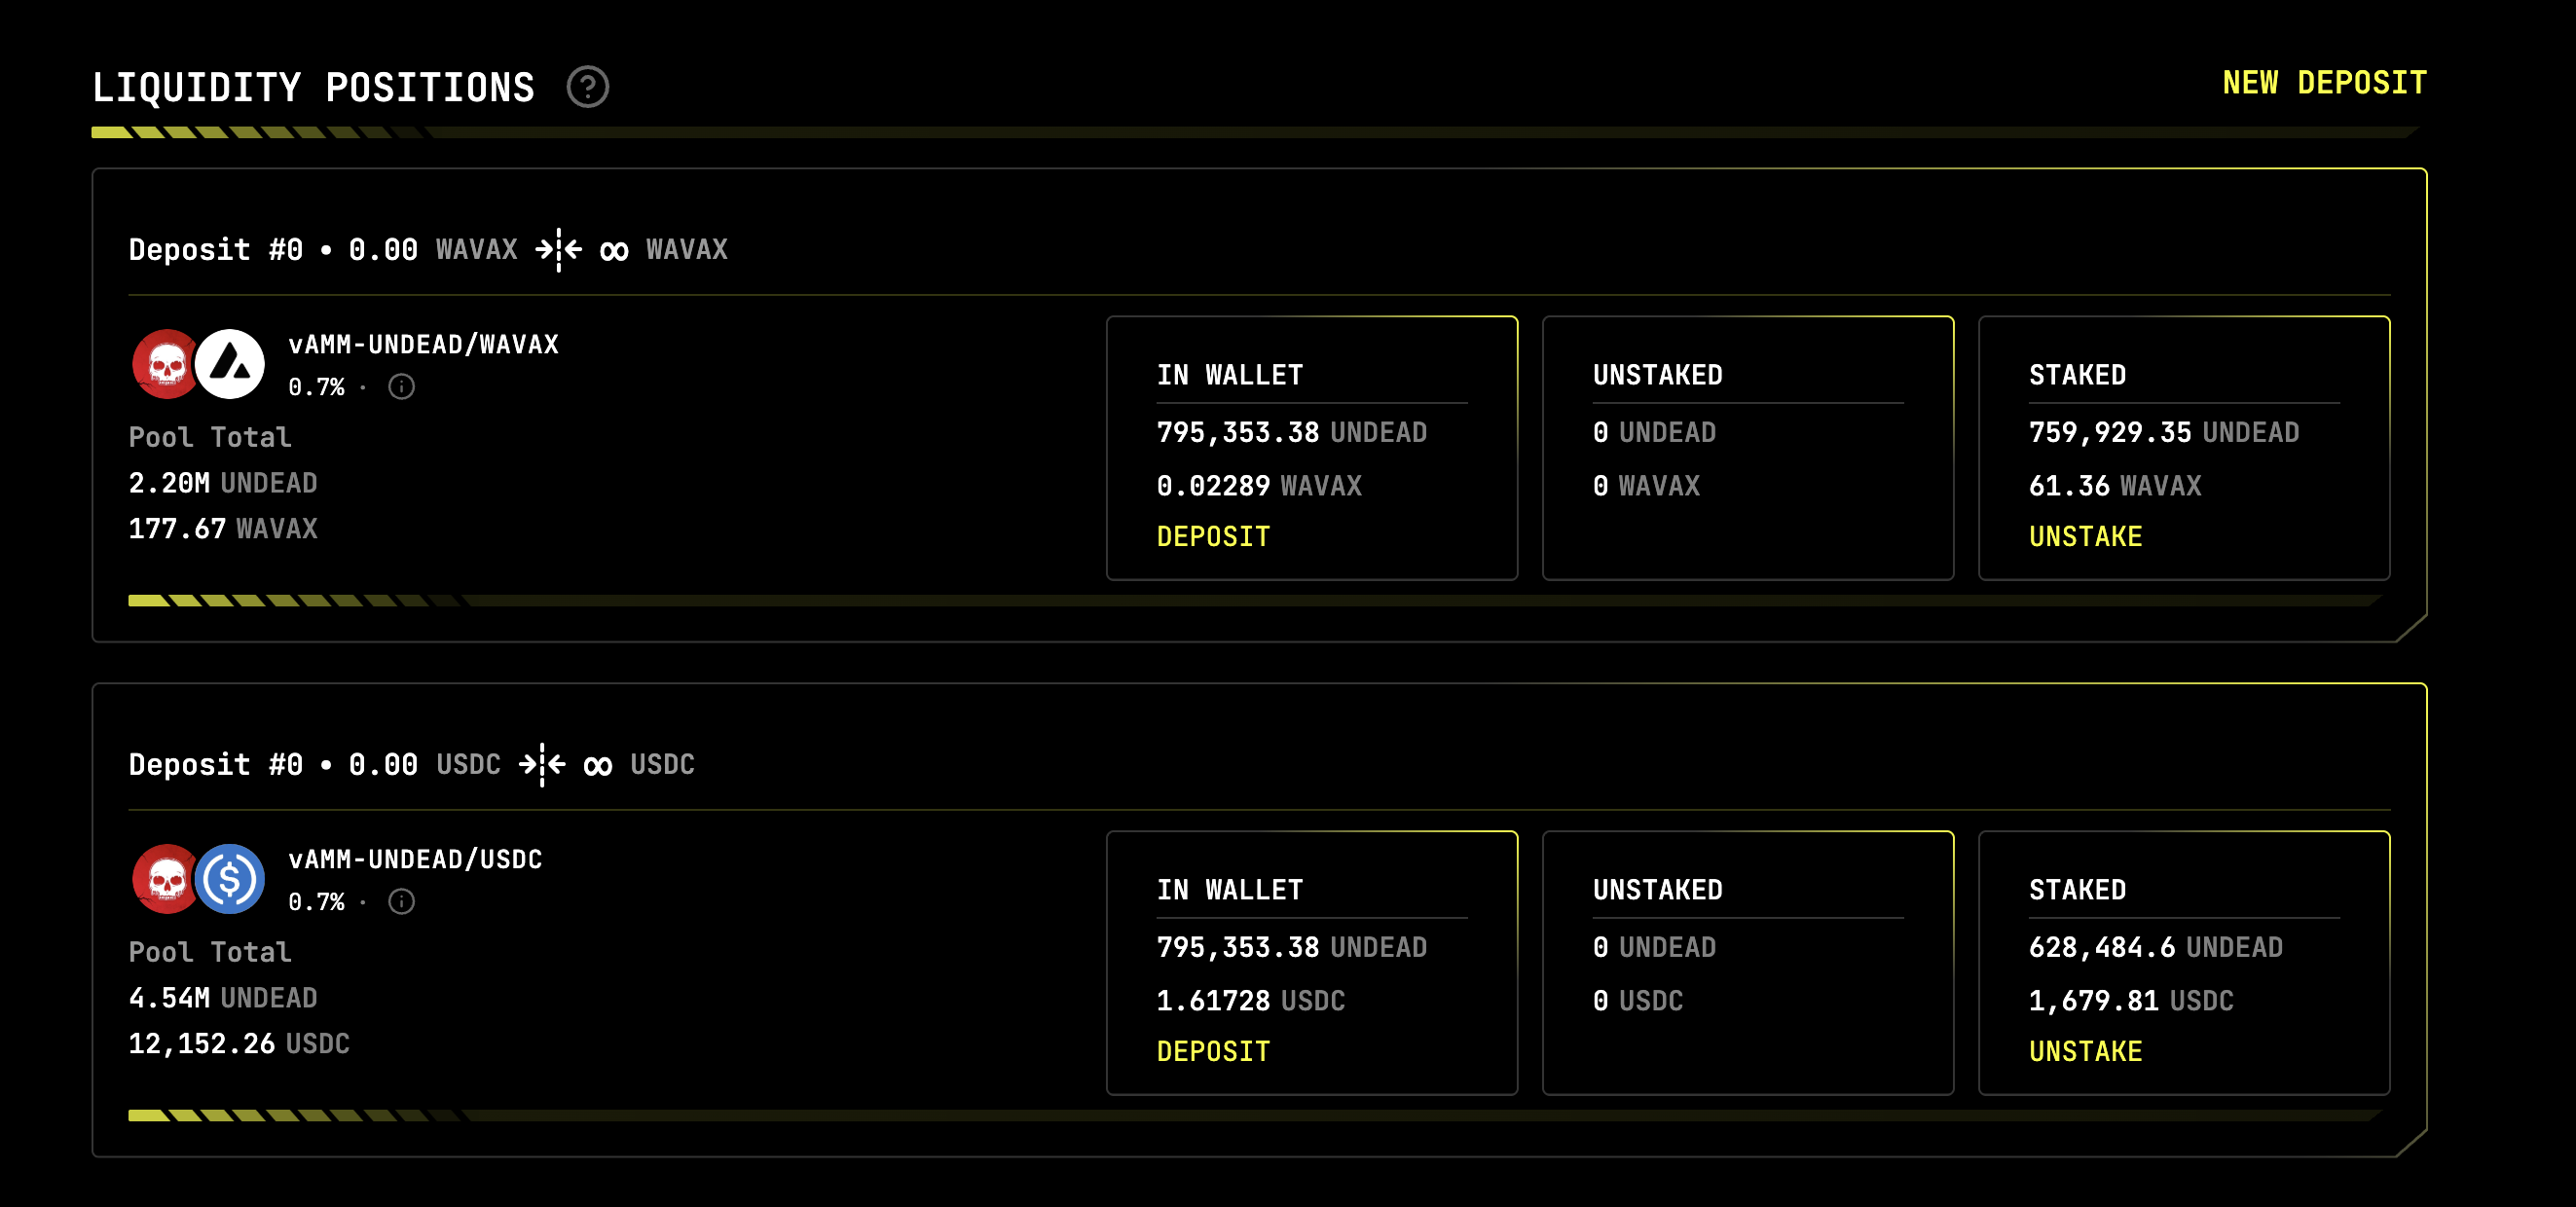 LIQUIDITY POSITIONS
NEW DEPOSIT
Deposit #0 • 0.00 WAVAX ∞ WAVAX
vAMM-UNDEAD/WAVAX
0.7% ·
Pool Total
2.20M UNDEAD
177.67 WAVAX
IN WALLET
795,353.38 UNDEAD
0.02289 WAVAX
DEPOSIT
UNSTAKED
0 UNDEAD
0 WAVAX
STAKED
759,929.35 UNDEAD
61.36 WAVAX
UNSTAKE
Deposit #0 • 0.00 USDC ∞ USDC
vAMM-UNDEAD/USDC
0.7% ·
Pool Total
4.54M UNDEAD
12,152.26 USDC
IN WALLET
795,353.38 UNDEAD
1.61728 USDC
DEPOSIT
UNSTAKED
0 UNDEAD
0 USDC
STAKED
628,484.6 UNDEAD
1,679.81 USDC
UNSTAKE